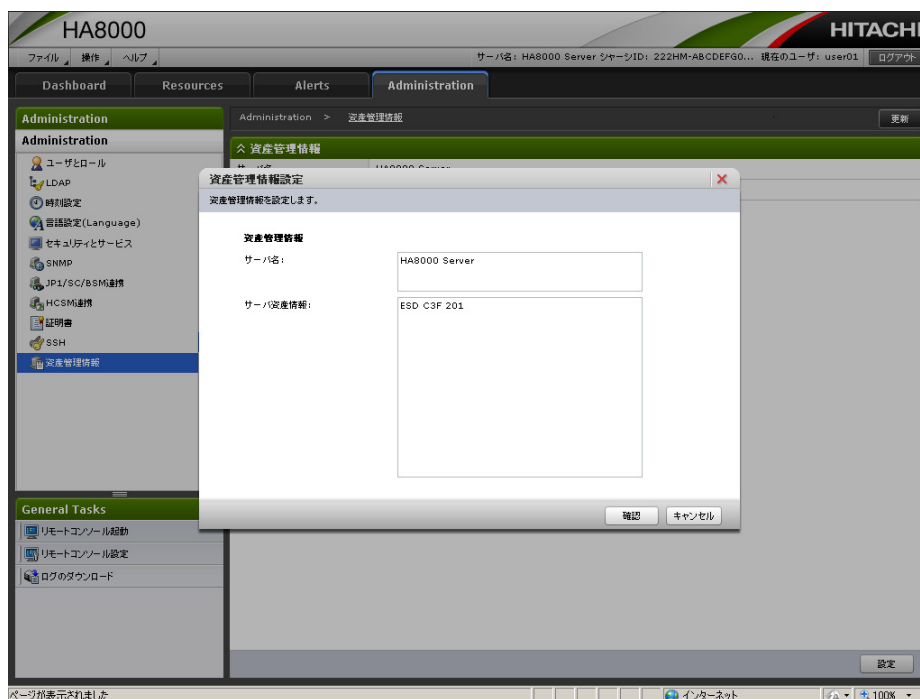 HA8000
HITACHI
ファイル 操作 ヘルプ
サーバ名: HA8000 Server シャーシID: 222HM-ABCDEFG0... 現在のユーザ: user01 ログアウト
Dashboard Resources Alerts Administration
Administration
Administration > 資産管理情報
更新
Administration
資産管理情報
ユーザとロール
LDAP
時刻設定
言語設定(Language)
セキュリティとサービス
SNMP
JP1/SC/BSM連携
HCSM連携
証明書
SSH
資産管理情報
資産管理情報設定
資産管理情報を設定します。
資産管理情報
サーバ名: HA8000 Server
サーバ資産情報: ESD C3F 201
確認 キャンセル
General Tasks
リモートコンソール起動
リモートコンソール設定
ログのダウンロード
設定
ページが表示されました
インターネット
100%